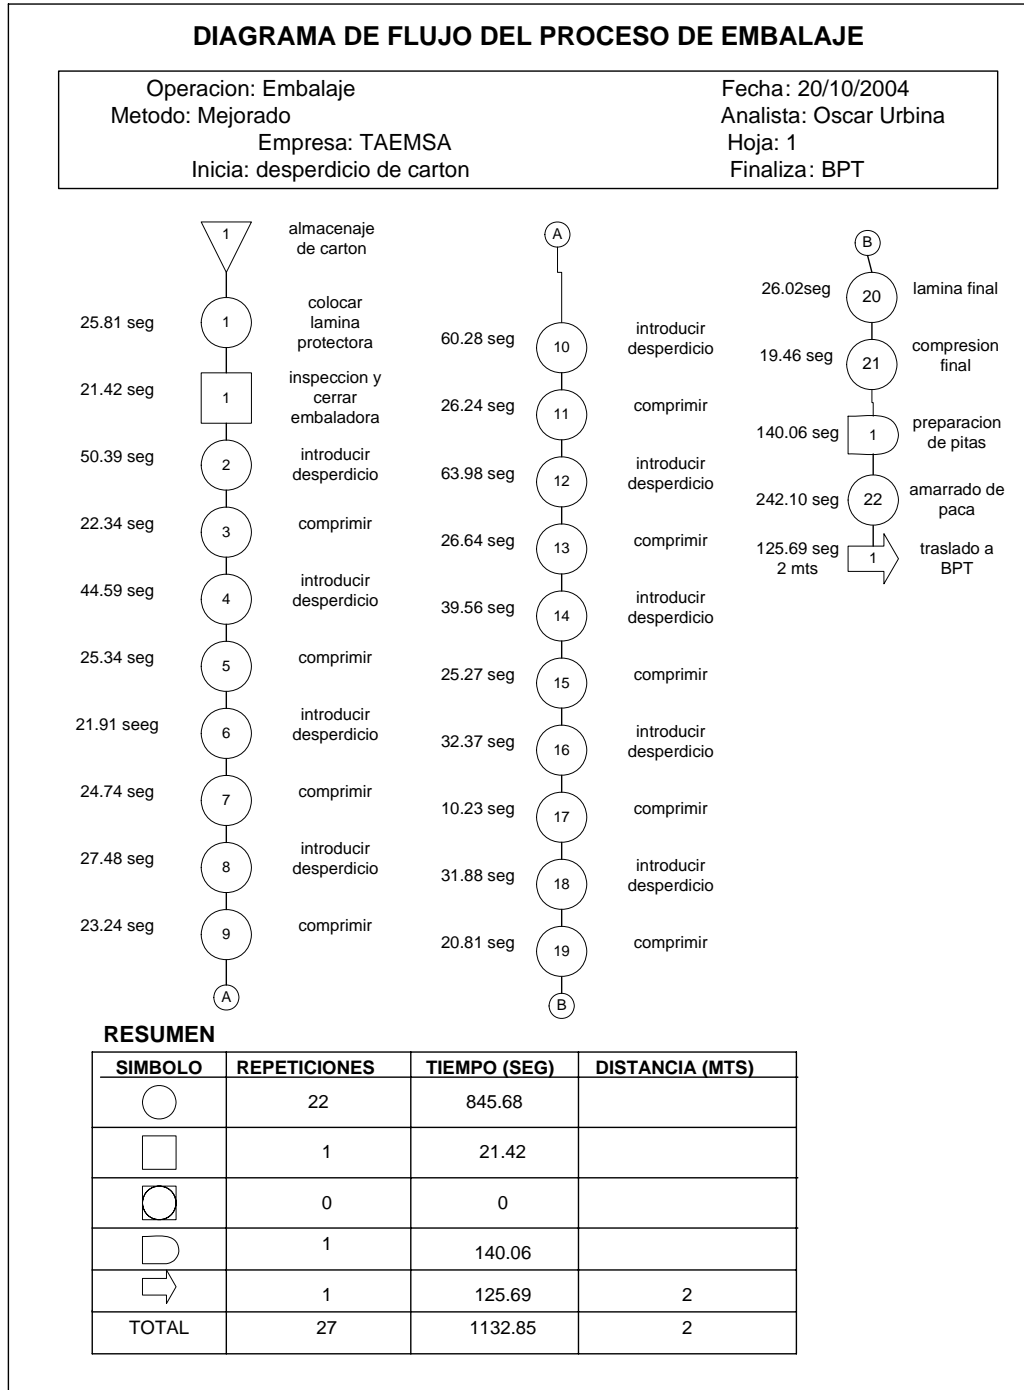 DIAGRAMA DE FLUJO DEL PROCESO DE EMBALAJE
Operacion: Embalaje
Fecha: 20/10/2004
Metodo: Mejorado
Analista: Oscar Urbina
Empresa: TAEMSA
Hoja: 1
Inicia: desperdicio de carton
Finaliza: BPT
1
almacenaje
de carton
25.81 seg
1
colocar
lamina
protectora
21.42 seg
1
inspeccion y
cerrar
embaladora
50.39 seg
2
introducir
desperdicio
22.34 seg
3
comprimir
44.59 seg
4
introducir
desperdicio
25.34 seg
5
comprimir
21.91 seeg
6
introducir
desperdicio
24.74 seg
7
comprimir
27.48 seg
8
introducir
desperdicio
23.24 seg
9
comprimir
A
A
60.28 seg
10
introducir
desperdicio
26.24 seg
11
comprimir
63.98 seg
12
introducir
desperdicio
26.64 seg
13
comprimir
39.56 seg
14
introducir
desperdicio
25.27 seg
15
comprimir
32.37 seg
16
introducir
desperdicio
10.23 seg
17
comprimir
31.88 seg
18
introducir
desperdicio
20.81 seg
19
comprimir
B
B
26.02seg
20
lamina final
19.46 seg
21
compresion
final
140.06 seg
1
preparacion
de pitas
242.10 seg
22
amarrado de
paca
125.69 seg
2 mts
1
traslado a
BPT
RESUMEN
SIMBOLO REPETICIONES TIEMPO (SEG) DISTANCIA (MTS)
22 845.68
1 21.42
0 0
1 140.06
1 125.69 2
TOTAL 27 1132.85 2